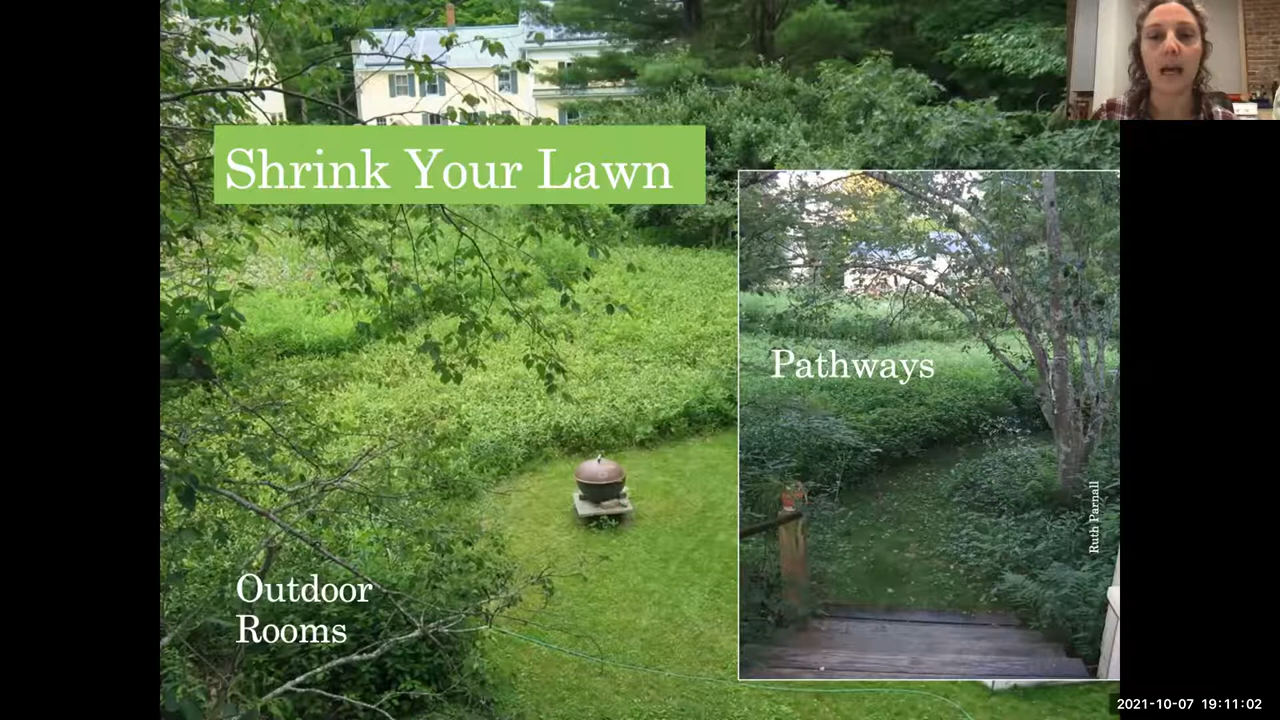 Shrink Your Lawn
Pathways
Ruth Parnall
Outdoor
Rooms
2021-10-07 19:11:02